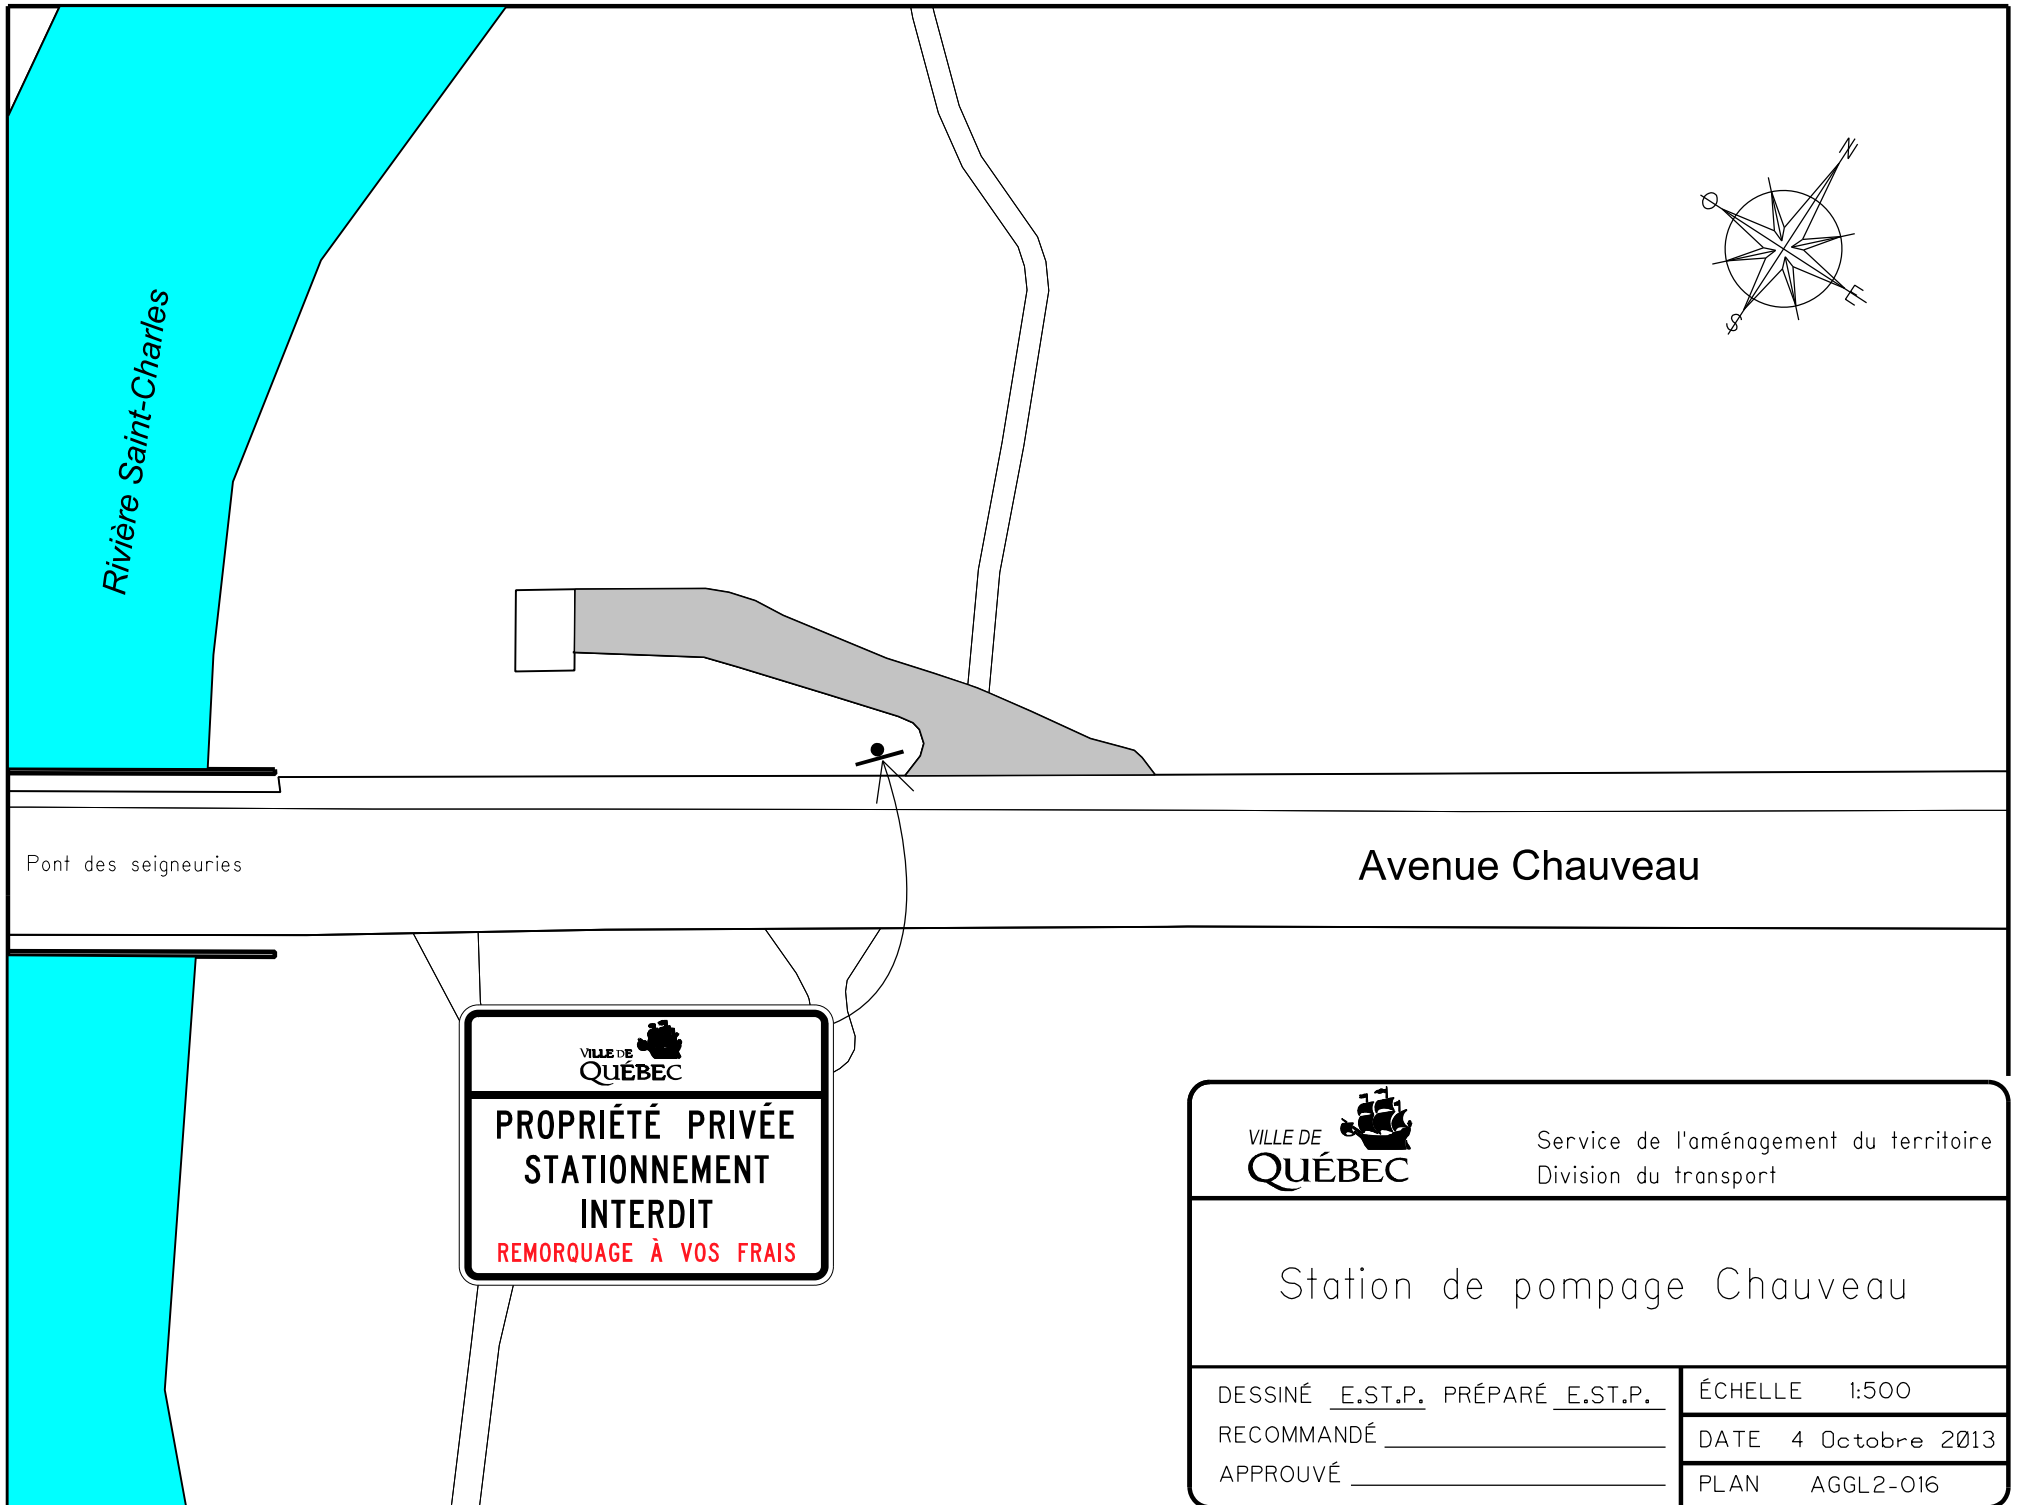 N
O
E
S
Rivière Saint-Charles
Pont des seigneuries
Avenue Chauveau
VILLE DE
QUÉBEC
PROPRIÉTÉ PRIVÉE
STATIONNEMENT
INTERDIT
REMORQUAGE À VOS FRAIS
VILLE DE
QUÉBEC
Service de l'aménagement du territoire
Division du transport
Station de pompage Chauveau
DESSINÉ E.ST.P. PRÉPARÉ E.ST.P.
RECOMMANDÉ
APPROUVÉ
ÉCHELLE 1:500
DATE 4 Octobre 2013
PLAN AGGL2-016